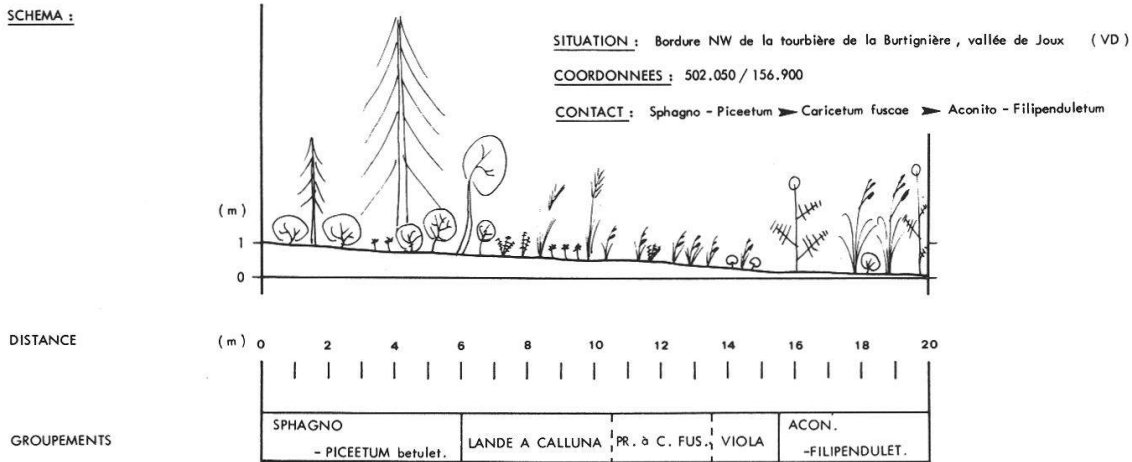 SCHEMA :
SITUATION : Bordure NW de la tourbière de la Burtignière , vallée de Joux ( VD )
COORDONNEES : 502.050 / 156.900
CONTACT : Sphagno - Piceetum ➤ Caricetum fuscae ➤ Aconito - Filipenduletum
( m )
1
0
DISTANCE ( m ) 0 2 4 6 8 10 12 14 16 18 20
GROUPEMENTS
SPHAGNO
- PICEETUM betulet.
LANDE A CALLUNA
PR. à C. FUS.
VIOLA
ACON.
-FILIPENDULET.